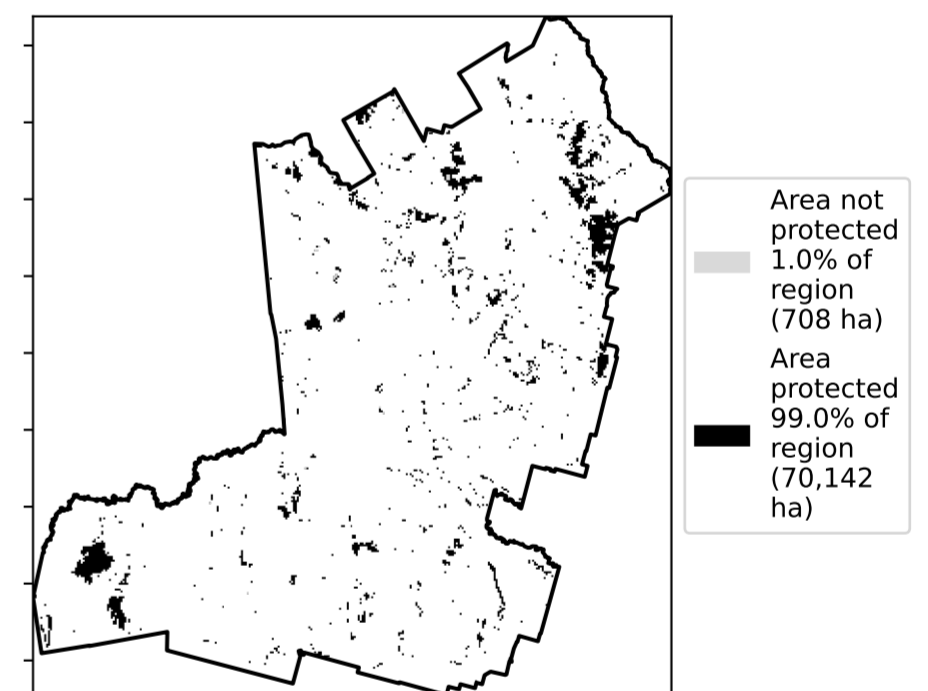 Area not
protected
1.0% of
region
(708 ha)
Area
protected
99.0% of
region
(70,142
ha)